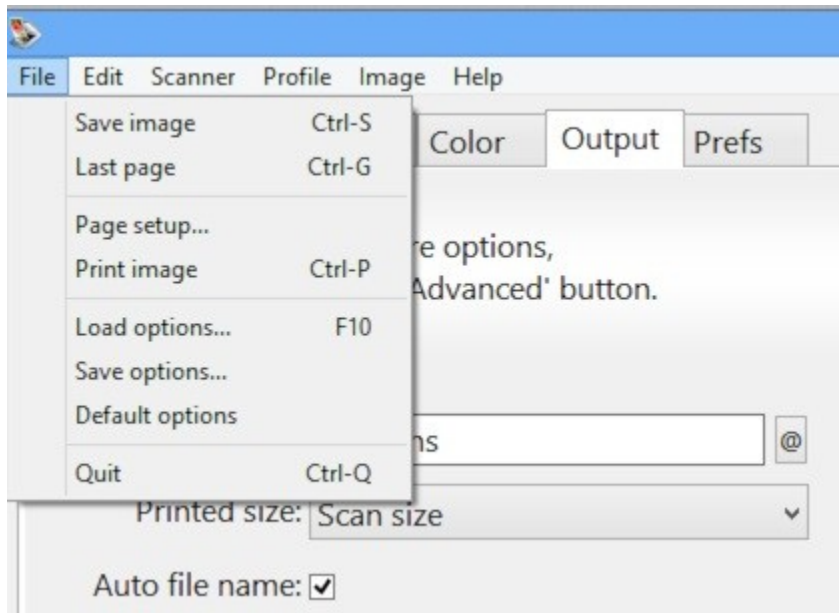 File Edit Scanner Profile Image Help
Save image Ctrl-S
Last page Ctrl-G
Page setup...
Print image Ctrl-P
Load options... F10
Save options...
Default options
Quit Ctrl-Q
Color Output Prefs
options,
Advanced' button.
@
Printed size: Scan size
Auto file name: